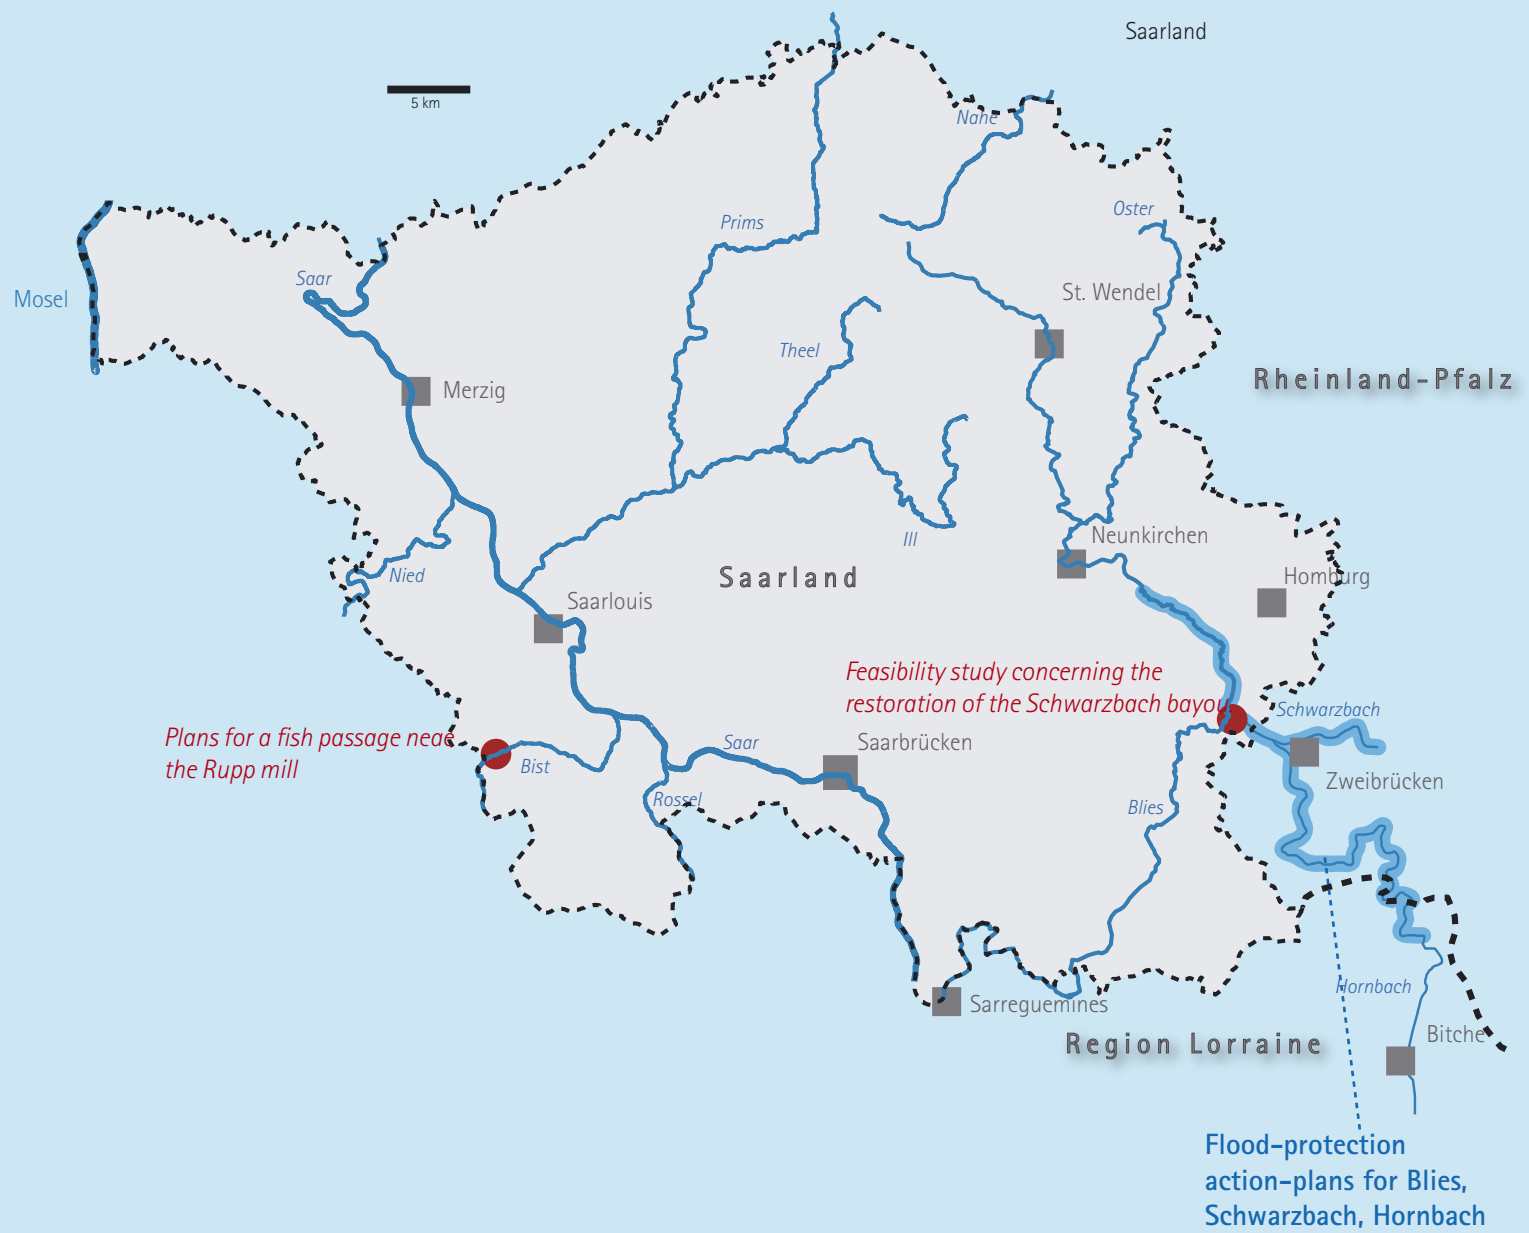 Saarland
5 km
Nahe
Oster
Prims
Saar
Mosel
St. Wendel
Theel
Rheinland-Pfalz
Merzig
Ill
Neunkirchen
Nied
Saarland
Homburg
Saarlouis
Feasibility study concerning the
restoration of the Schwarzbach bayou
Schwarzbach
Plans for a fish passage neae
the Rupp mill
Bist
Saar
Saarbrücken
Zweibrücken
Rossel
Blies
Hornbach
Sarreguemines
Region Lorraine
Bitche
Flood-protection
action-plans for Blies,
Schwarzbach, Hornbach